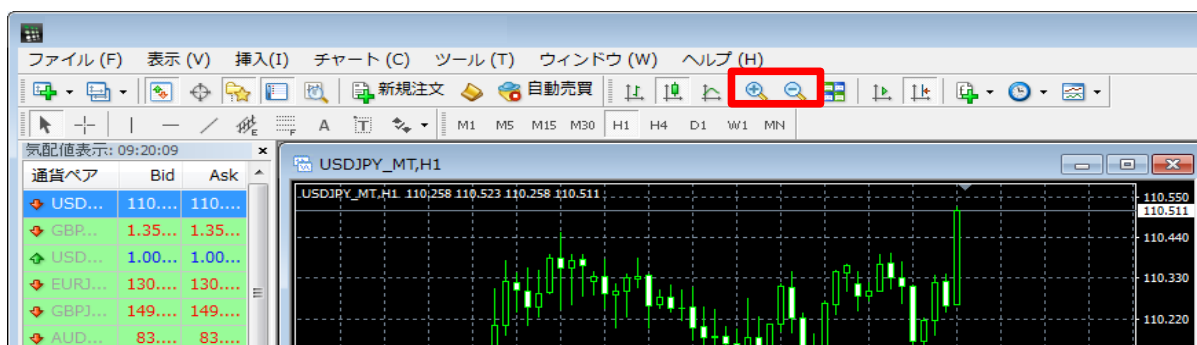 ファイル (F) 表示 (V) 挿入(I) チャート (C) ツール (T) ウィンドウ (W) ヘルプ (H)
新規注文 自動売買
E F A T M1 M5 M15 M30 H1 H4 D1 W1 MN
気配値表示: 09:20:09
通貨ペア Bid Ask
USD... 110.... 110....
GBP... 1.35... 1.35...
USD... 1.00... 1.00...
EURJ... 130.... 130....
GBPJ... 149.... 149....
AUD... 83.... 83....
USDJPY_MT,H1
USDJPY_MT,H1 110.258 110.523 110.258 110.511
110.550
110.511
110.440
110.330
110.220